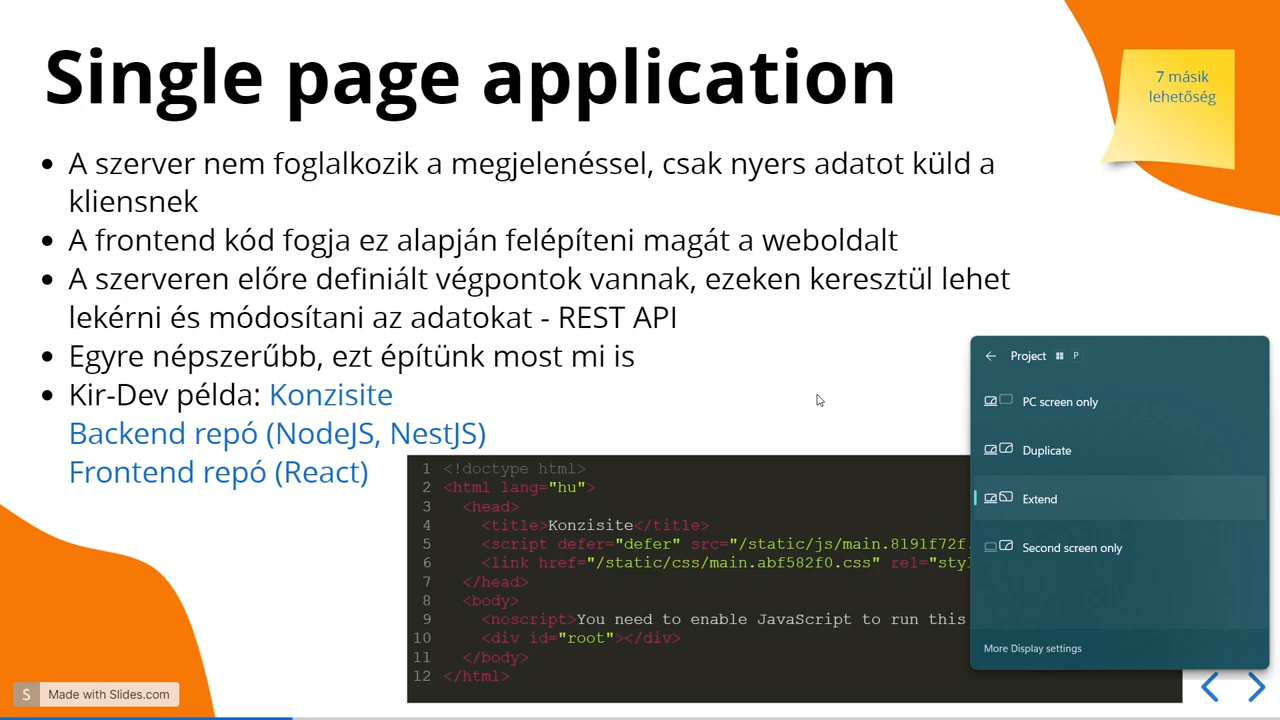 Single page application
7 másik
lehetőség
A szerver nem foglalkozik a megjelenéssel, csak nyers adatot küld a
kliensnek
A frontend kód fogja ez alapján felépíteni magát a weboldalt
A szerveren előre definiált végpontok vannak, ezeken keresztül lehet
lekérni és módosítani az adatokat - REST API
Egyre népszerűbb, ezt építünk most mi is
Kir-Dev példa: Konzisite
Backend repó (NodeJS, NestJS)
Frontend repó (React)
1 <!doctype html>
2 <html lang="hu">
3 <head>
4 <title>Konzisite</title>
5 <script defer="defer" src="/static/js/main.8191f72f.
6 <link href="/static/css/main.abf582f0.css" rel="styl
7 </head>
8 <body>
9 <noscript>You need to enable JavaScript to run this
10 <div id="root"></div>
11 </body>
12 </html>
Project P
PC screen only
Duplicate
Extend
Second screen only
More Display settings
S Made with Slides.com